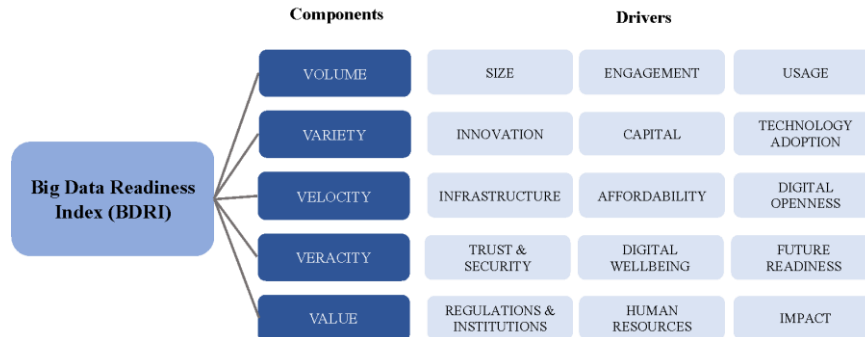 Components
Drivers
VOLUME
SIZE
ENGAGEMENT
USAGE
VARIETY
INNOVATION
CAPITAL
TECHNOLOGY
ADOPTION
Big Data Readiness
Index (BDRI)
VELOCITY
INFRASTRUCTURE
AFFORDABILITY
DIGITAL
OPENNESS
VERACITY
TRUST &
SECURITY
DIGITAL
WELLBEING
FUTURE
READINESS
VALUE
REGULATIONS &
INSTITUTIONS
HUMAN
RESOURCES
IMPACT